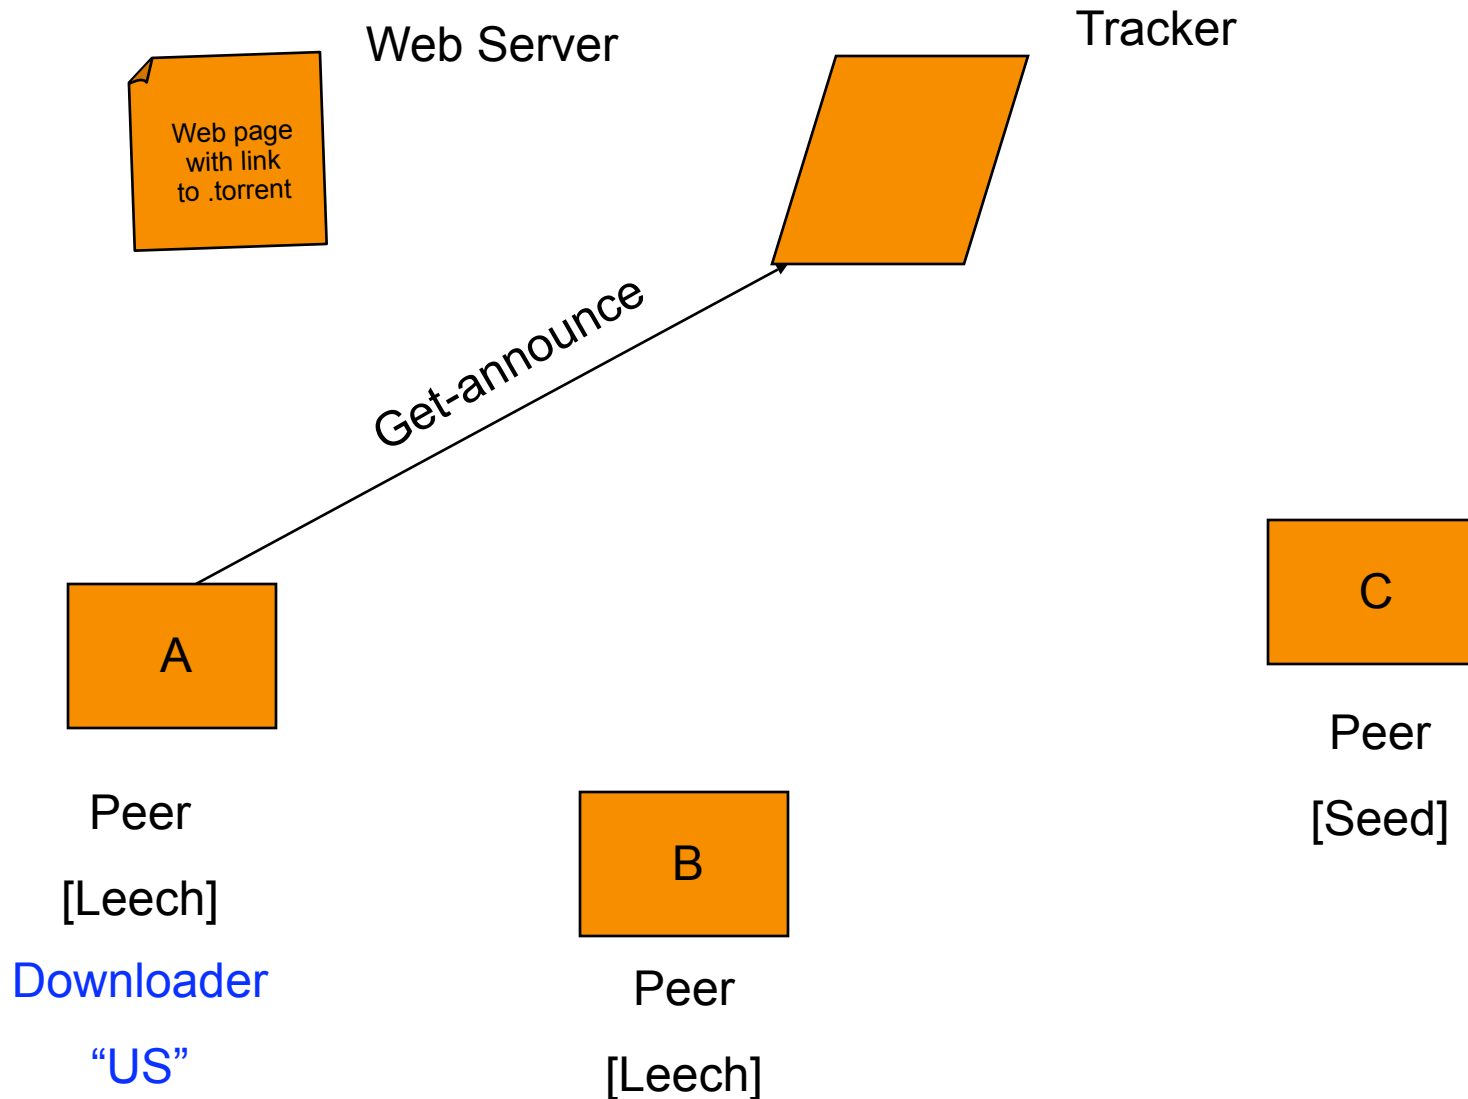 Web Server
Tracker
Web page
with link
to .torrent
Get-announce
A
Peer
[Leech]
Downloader
“US”
B
Peer
[Leech]
C
Peer
[Seed]